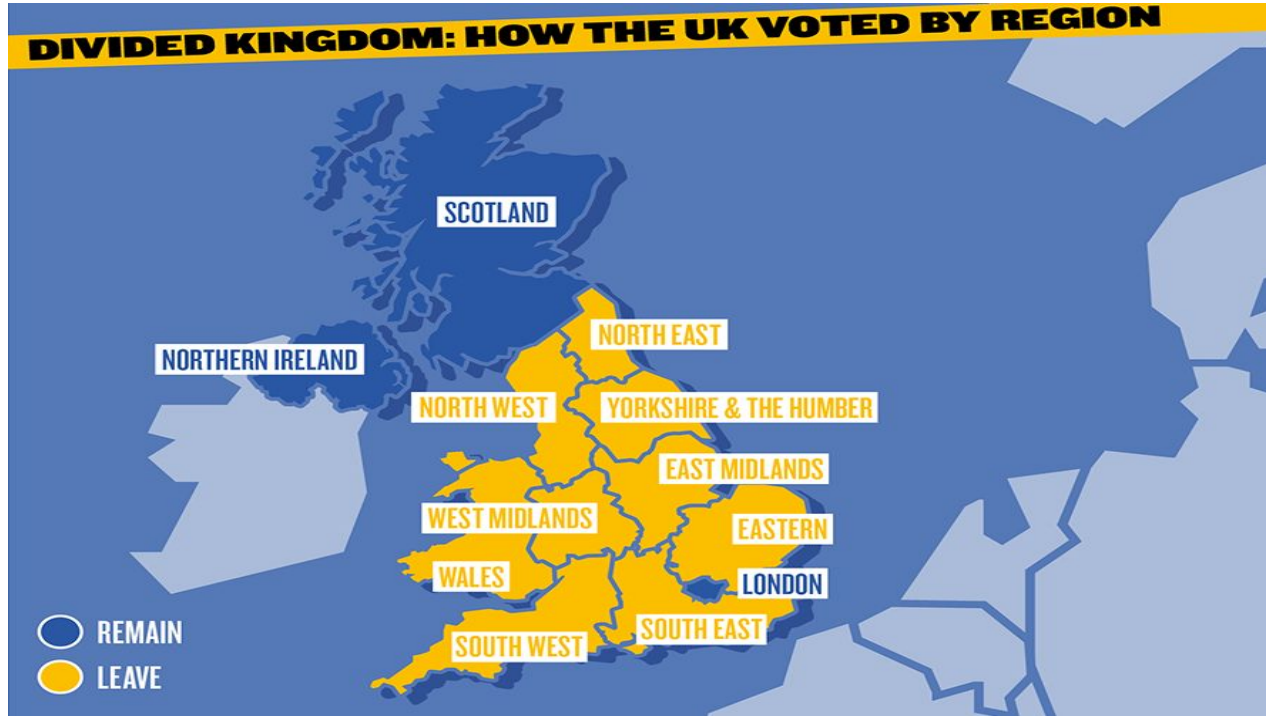 DIVIDED KINGDOM: HOW THE UK VOTED BY REGION
SCOTLAND
NORTH EAST
NORTHERN IRELAND
NORTH WEST
YORKSHIRE & THE HUMBER
EAST MIDLANDS
WEST MIDLANDS
EASTERN
WALES
LONDON
SOUTH EAST
SOUTH WEST
REMAIN
LEAVE